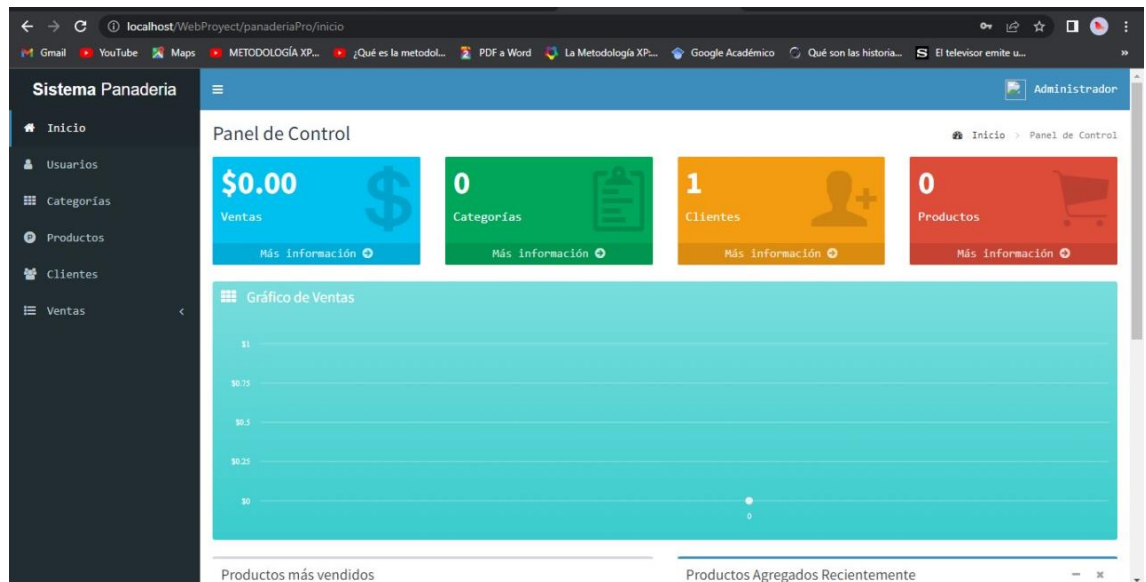 localhost/WebProyect/panaderiaPro/inicio
Gmail YouTube Maps METODOLOGÍA XP... ¿Qué es la metodol... PDF a Word La Metodología XP:... Google Académico Qué son las historia... El televisor emite u... »
Sistema Panaderia
Administrador
Inicio
Usuarios
Categorías
Productos
Clientes
Ventas
Panel de Control
Inicio > Panel de Control
$0.00
Ventas
Más información
0
Categorías
Más información
1
Clientes
Más información
0
Productos
Más información
Gráfico de Ventas
$1
$0.75
$0.5
$0.25
$0
0
Productos más vendidos
Productos Agregados Recientemente